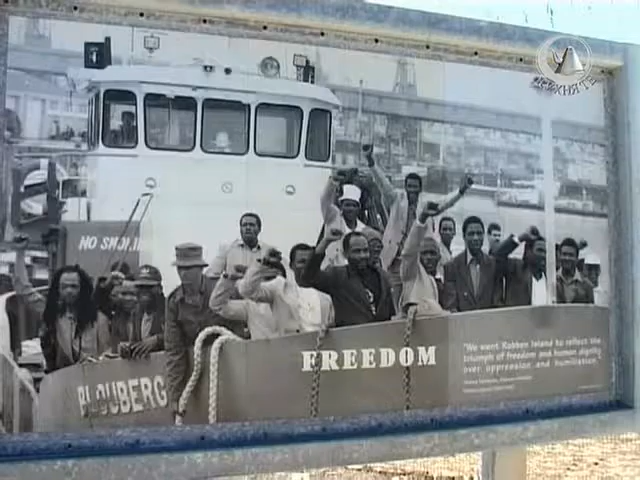 NO SMOKI
BLOUBERG
FREEDOM
"We want Robben Island to reflect the
triumph of freedom and human dignity
over oppression and humiliation."